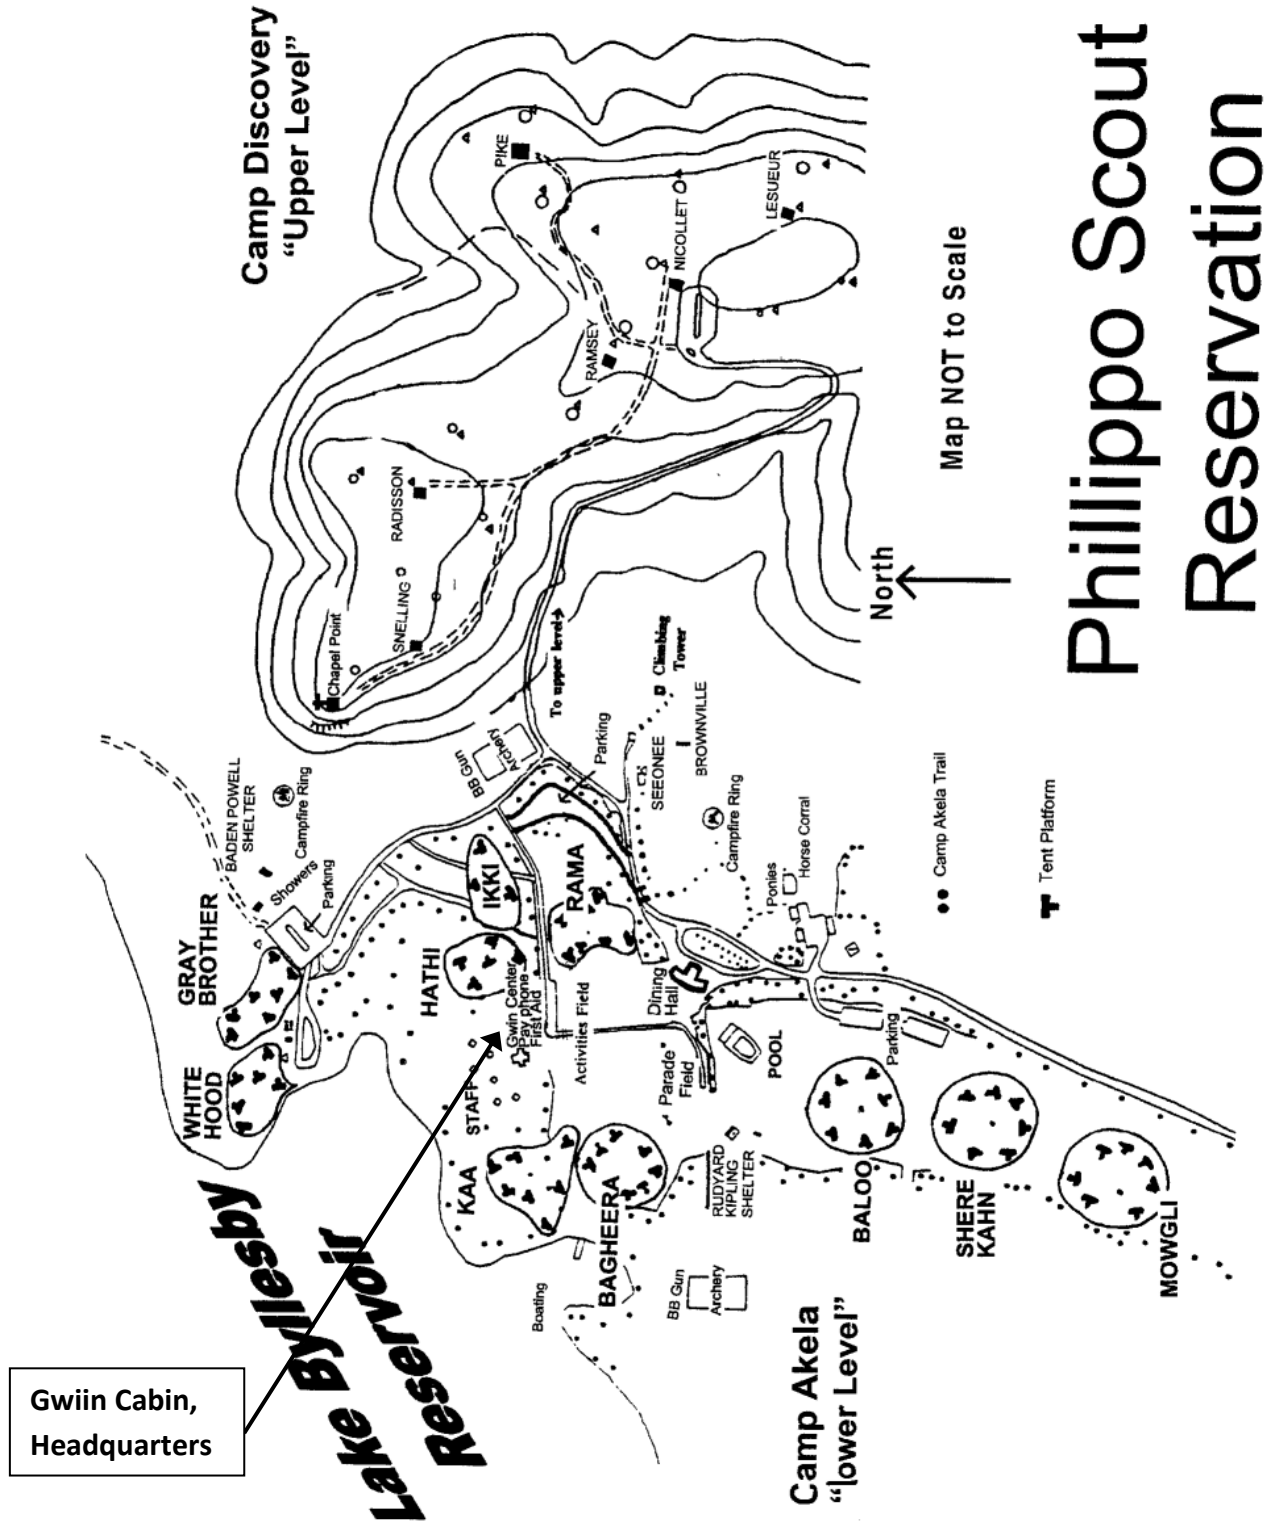 Phillippo Scout
Reservation
Camp Discovery
“Upper Level”
PIKE
LESUEUR
NICOLLET
RAMSEY
RADISSON
SNELLING
Chapel Point
Map NOT to Scale
North
To upper level→
Climbing
Tower
BROWNVILLE
SEEONEE
Parking
BB Gun
Archery
BADEN POWELL
SHELTER
Campfire Ring
Showers
Parking
GRAY
BROTHER
WHITE
HOOD
HATHI
IKKI
RAMA
Campfire Ring
Ponies
Horse Corral
Camp Akela Trail
Tent Platform
Gwin Center
Pay phone
First Aid
Activities Field
Dining
Hall
STAFF
Parade
Field
POOL
Parking
KAA
BAGHEERA
RUDYARD
KIPLING
SHELTER
BALOO
SHERE
KAHN
MOWGLI
Boating
BB Gun
Archery
Lake Byllesby
Reservoir
Camp Akela
“lower Level”
Gwiin Cabin,
Headquarters